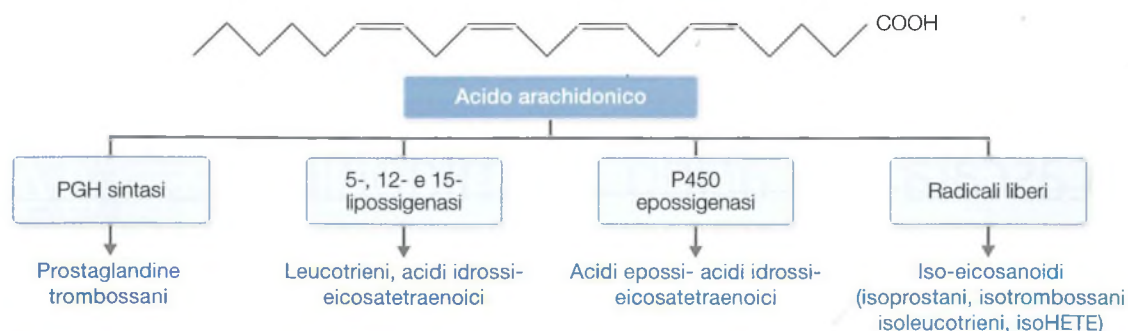 COOH
Acido arachidonico
PGH sintasi
5-, 12- e 15-
lipossigenasi
P450
epossigenasi
Radicali liberi
Prostaglandine
trombossani
Leucotrieni, acidi idrossi-
eicosatetraenoici
Acidi epossi- acidi idrossi-
eicosatetraenoici
Iso-eicosanoidi
(isoprostani, isotrombossani
isoleucotrieni, isoHETE)